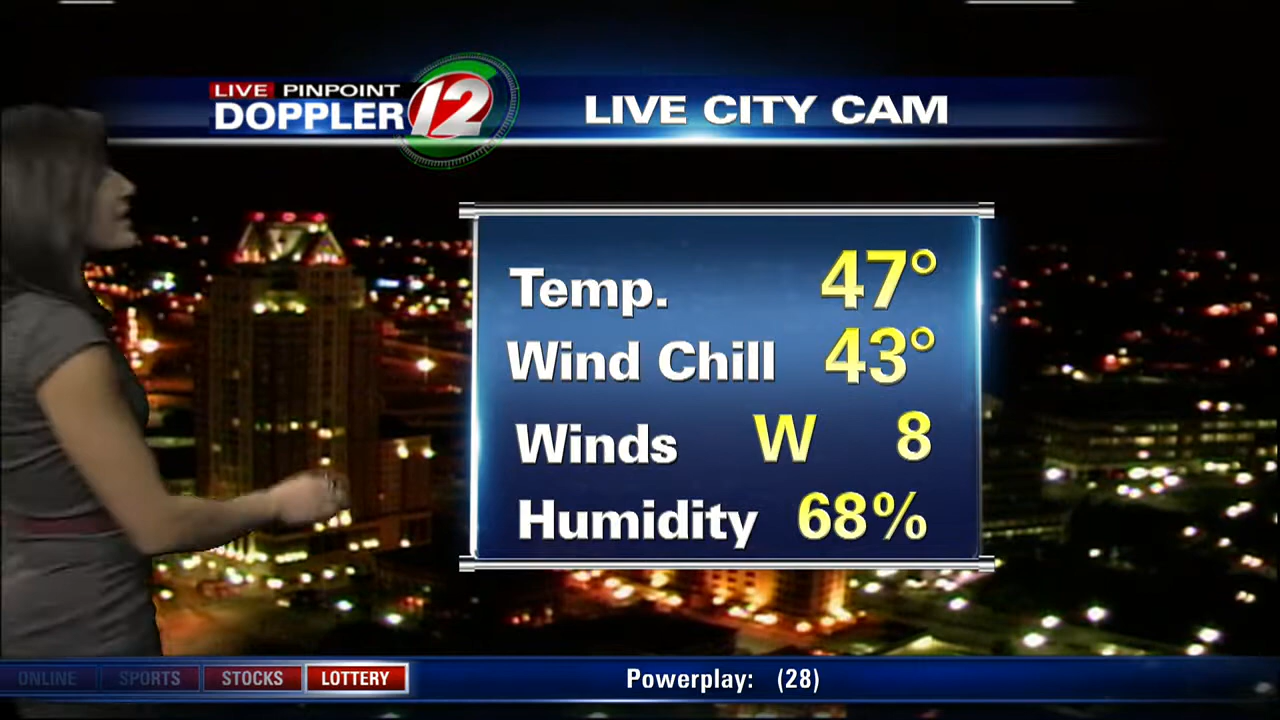 LIVE PINPOINT
DOPPLER 12
LIVE CITY CAM
Temp. 47°
Wind Chill 43°
Winds W 8
Humidity 68%
ONLINE SPORTS STOCKS LOTTERY Powerplay: (28)